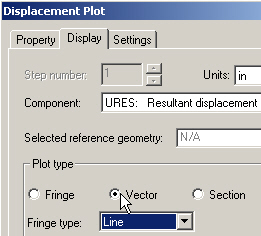 Displacement Plot
Property Display Settings
Step number: 1 Units: in
Component: URES: Resultant displacement
Selected reference geometry: N/A
Plot type
Fringe Vector Section
Fringe type: Line